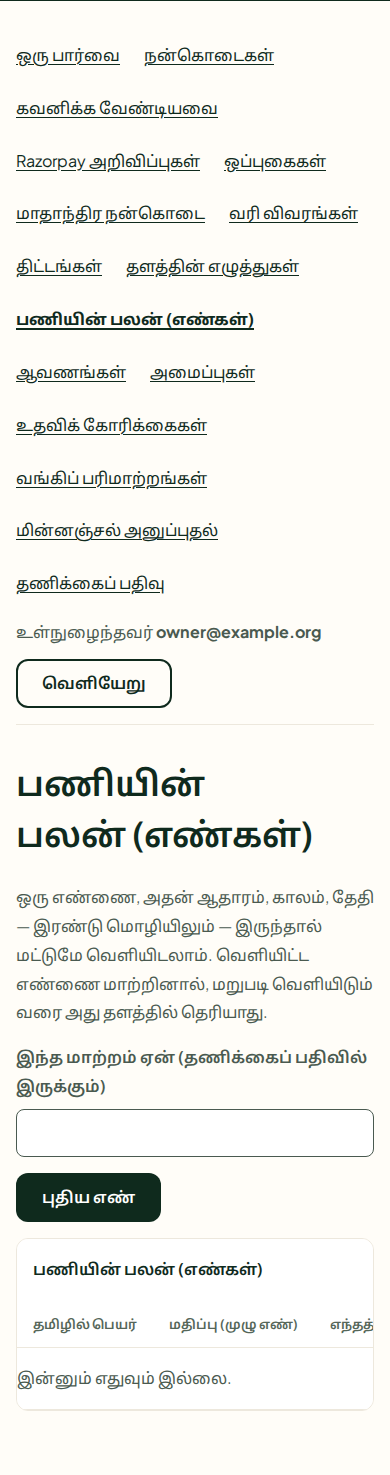 ஒரு பார்வை நன்கொடைகள்
கவனிக்க வேண்டியவை
Razorpay அறிவிப்புகள் ஒப்புகைகள்
மாதாந்திர நன்கொடை வரி விவரங்கள்
திட்டங்கள் தளத்தின் எழுத்துகள்
பணியின் பலன் (எண்கள்)
ஆவணங்கள் அமைப்புகள்
உதவிக் கோரிக்கைகள்
வங்கிப் பரிமாற்றங்கள்
மின்னஞ்சல் அனுப்புதல்
தணிக்கைப் பதிவு
உள்நுழைந்தவர் owner@example.org
வெளியேறு
பணியின்
பலன் (எண்கள்)
ஒரு எண்ணை, அதன் ஆதாரம், காலம், தேதி
— இரண்டு மொழியிலும் — இருந்தால்
மட்டுமே வெளியிடலாம். வெளியிட்ட
எண்ணை மாற்றினால், மறுபடி வெளியிடும்
வரை அது தளத்தில் தெரியாது.
இந்த மாற்றம் ஏன் (தணிக்கைப் பதிவில்
இருக்கும்)
புதிய எண்
பணியின் பலன் (எண்கள்)
தமிழில் பெயர் மதிப்பு (முழு எண்)
இன்னும் எதுவும் இல்லை.